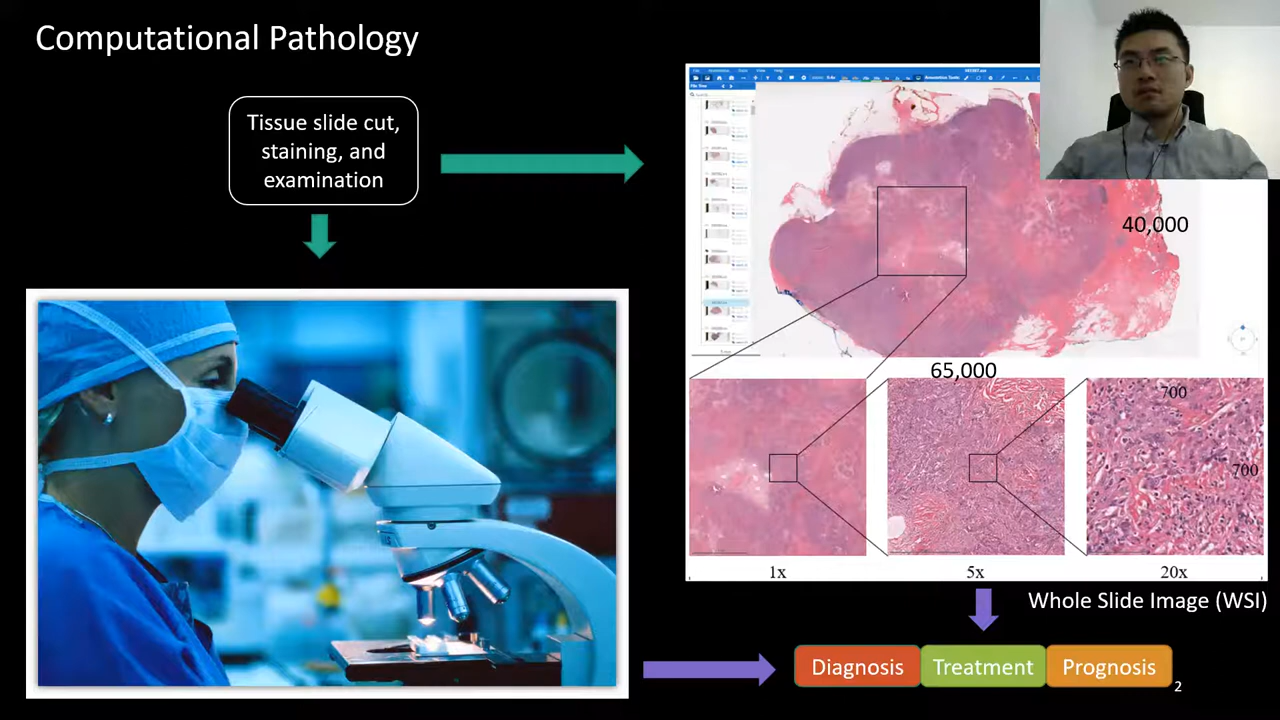 Computational Pathology
Tissue slide cut,
staining, and
examination
40,000
65,000
700
700
1x
5x
20x
Whole Slide Image (WSI)
Diagnosis
Treatment
Prognosis
2